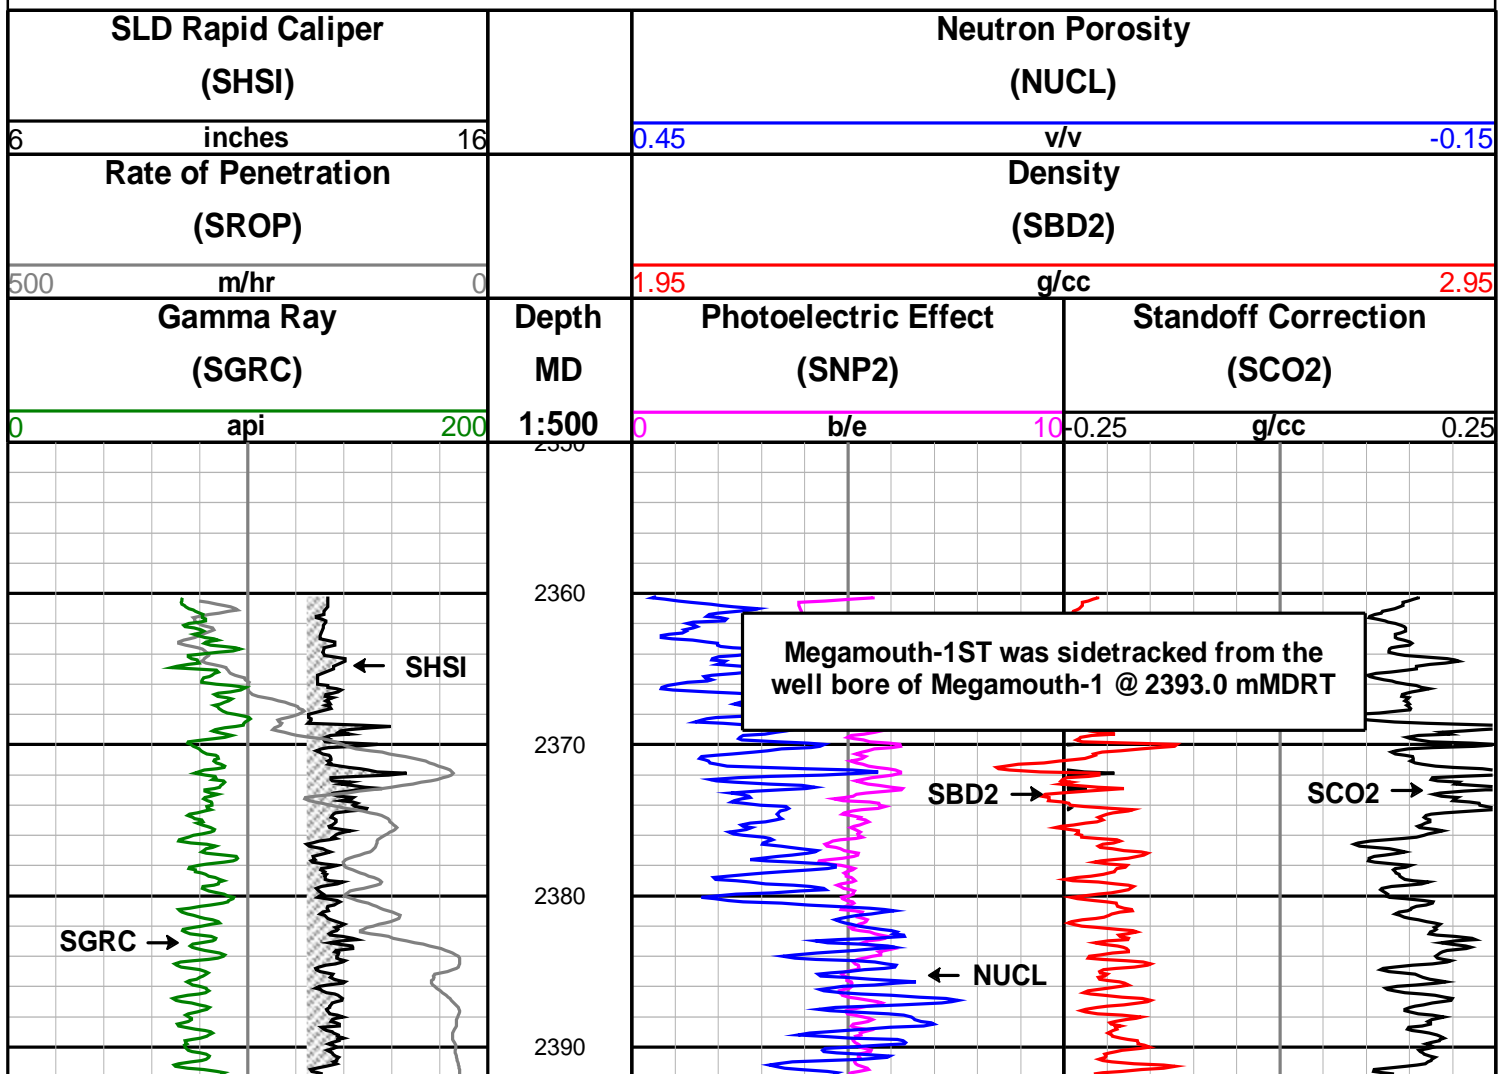 SLD Rapid Caliper
(SHSI)
6 inches 16
Neutron Porosity
(NUCL)
0.45 v/v -0.15
Rate of Penetration
(SROP)
500 m/hr 0
Density
(SBD2)
1.95 g/cc 2.95
Gamma Ray
(SGRC)
0 api 200
Depth
MD
1:500
Photoelectric Effect
(SNP2)
0 b/e 10
Standoff Correction
(SCO2)
-0.25 g/cc 0.25
2350
2360
Megamouth-1ST was sidetracked from the
well bore of Megamouth-1 @ 2393.0 mMDRT
SHSI
2370
SBD2
SCO2
2380
SGRC
NUCL
2390